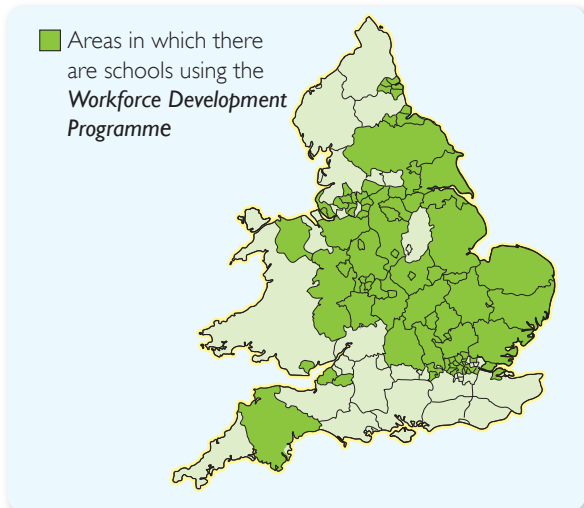 Areas in which there
are schools using the
Workforce Development
Programme